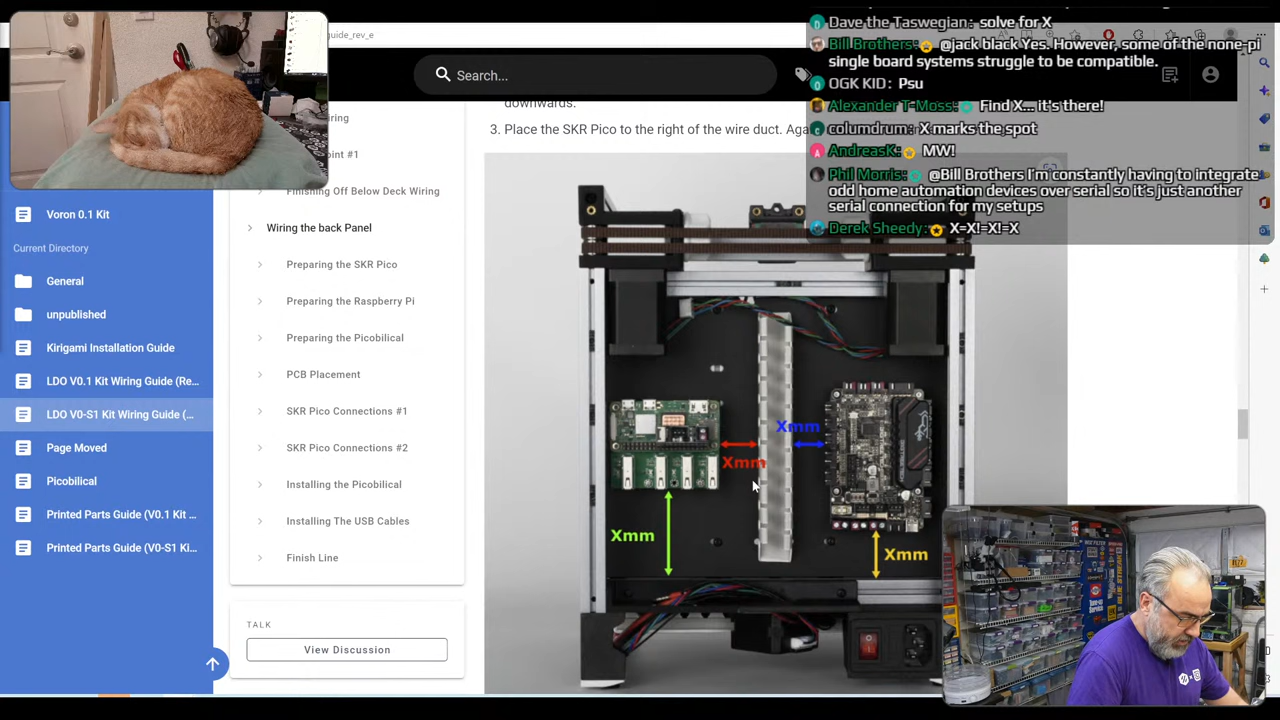 guide_rev_e
Search...
Dave the Taswegian: solve for X
Bill Brothers: @jack black Yes. However, some of the none-pi
single board systems struggle to be compatible.
OGK KID: Psu
Alexander T-Moss: Find X... it's there!
columdrum: X marks the spot
AndreasK: MW!
Phil Morris: @Bill Brothers I'm constantly having to integrate
odd home automation devices over serial so it's just another
serial connection for my setups
Derek Sheedy: X=X!=X!=X
Voron 0.1 Kit
Current Directory
General
unpublished
Kirigami Installation Guide
LDO V0.1 Kit Wiring Guide (Re...
LDO V0-S1 Kit Wiring Guide (...
Page Moved
Picobilical
Printed Parts Guide (V0.1 Kit ...
Printed Parts Guide (V0-S1 Ki...
Finishing Off Below Deck Wiring
Wiring the back Panel
Preparing the SKR Pico
Preparing the Raspberry Pi
Preparing the Picobilical
PCB Placement
SKR Pico Connections #1
SKR Pico Connections #2
Installing the Picobilical
Installing The USB Cables
Finish Line
TALK
View Discussion
downwards.
3. Place the SKR Pico to the right of the wire duct.
Xmm
Xmm
Xmm
Xmm